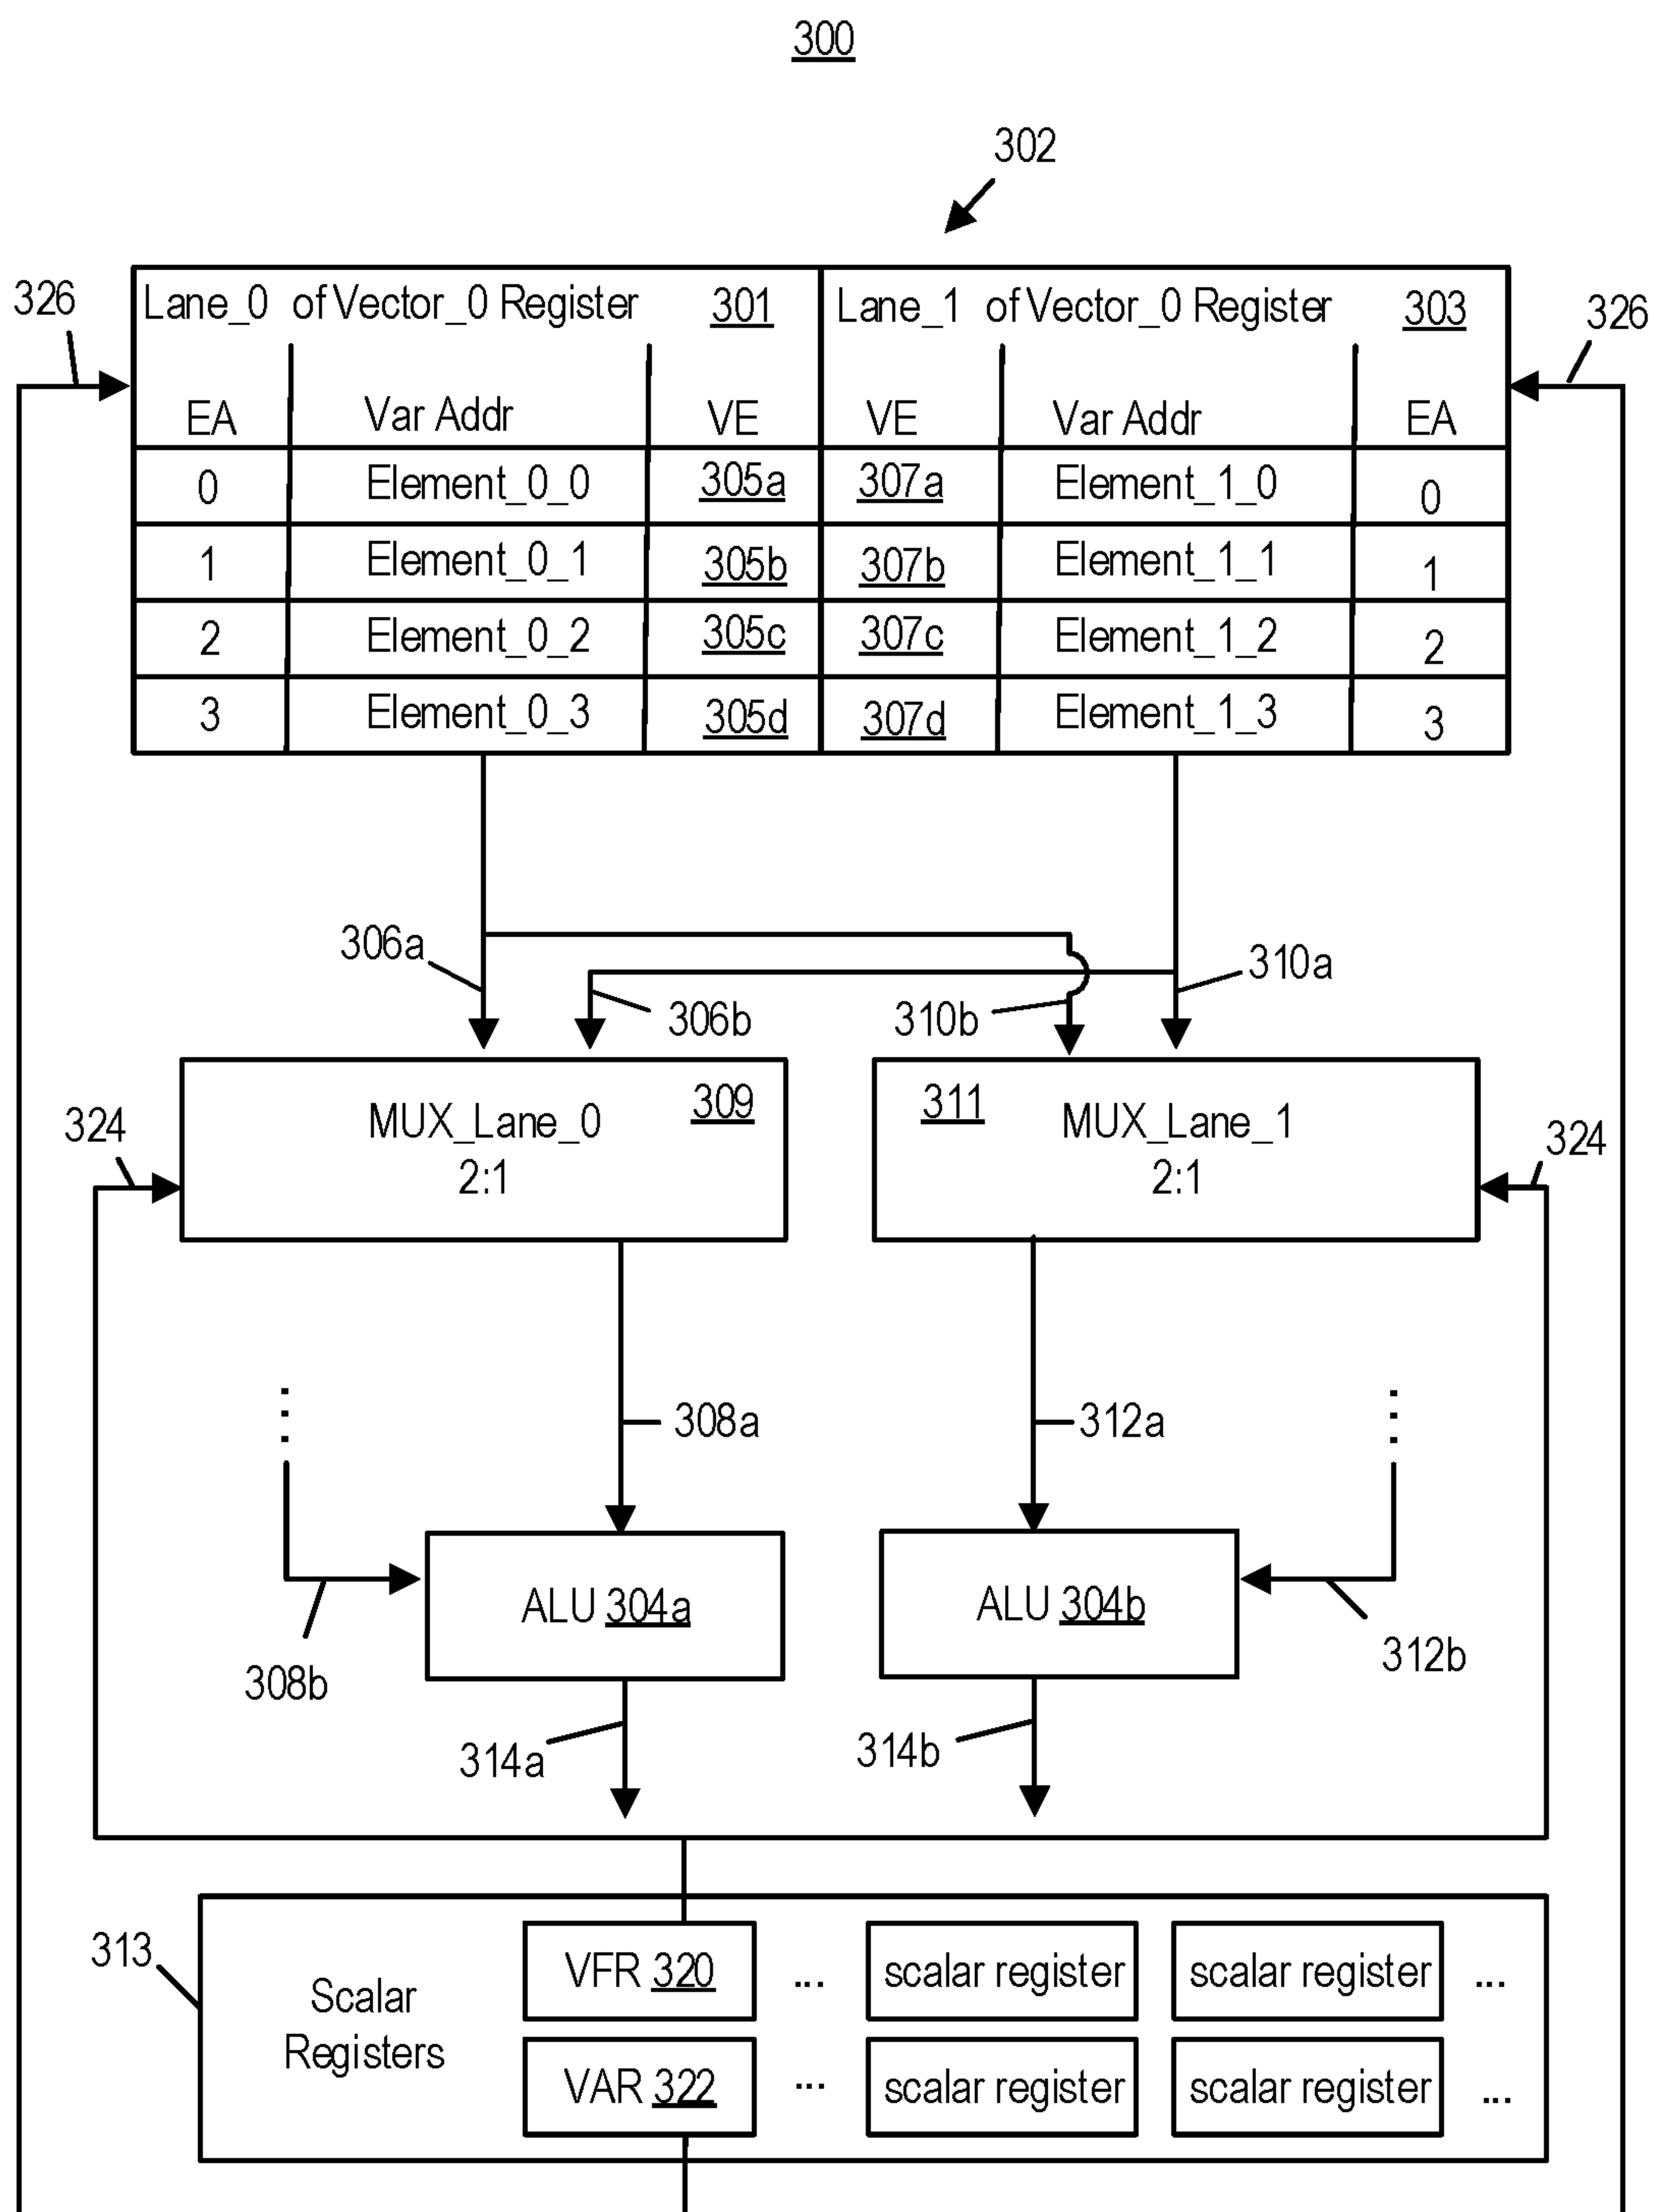 300
302
326
Lane_0 of Vector_0 Register 301
Lane_1 of Vector_0 Register 303
326
EA Var Addr VE VE Var Addr EA
0 Element_0_0 305a 307a Element_1_0 0
1 Element_0_1 305b 307b Element_1_1 1
2 Element_0_2 305c 307c Element_1_2 2
3 Element_0_3 305d 307d Element_1_3 3
306a
310a
306b
310b
324
MUX_Lane_0 309
2:1
311 MUX_Lane_1
2:1
324
⋮
⋮
308a
312a
ALU 304a
ALU 304b
308b
312b
314a
314b
313
Scalar
Registers
VFR 320 ... scalar register scalar register ...
VAR 322 ... scalar register scalar register ...